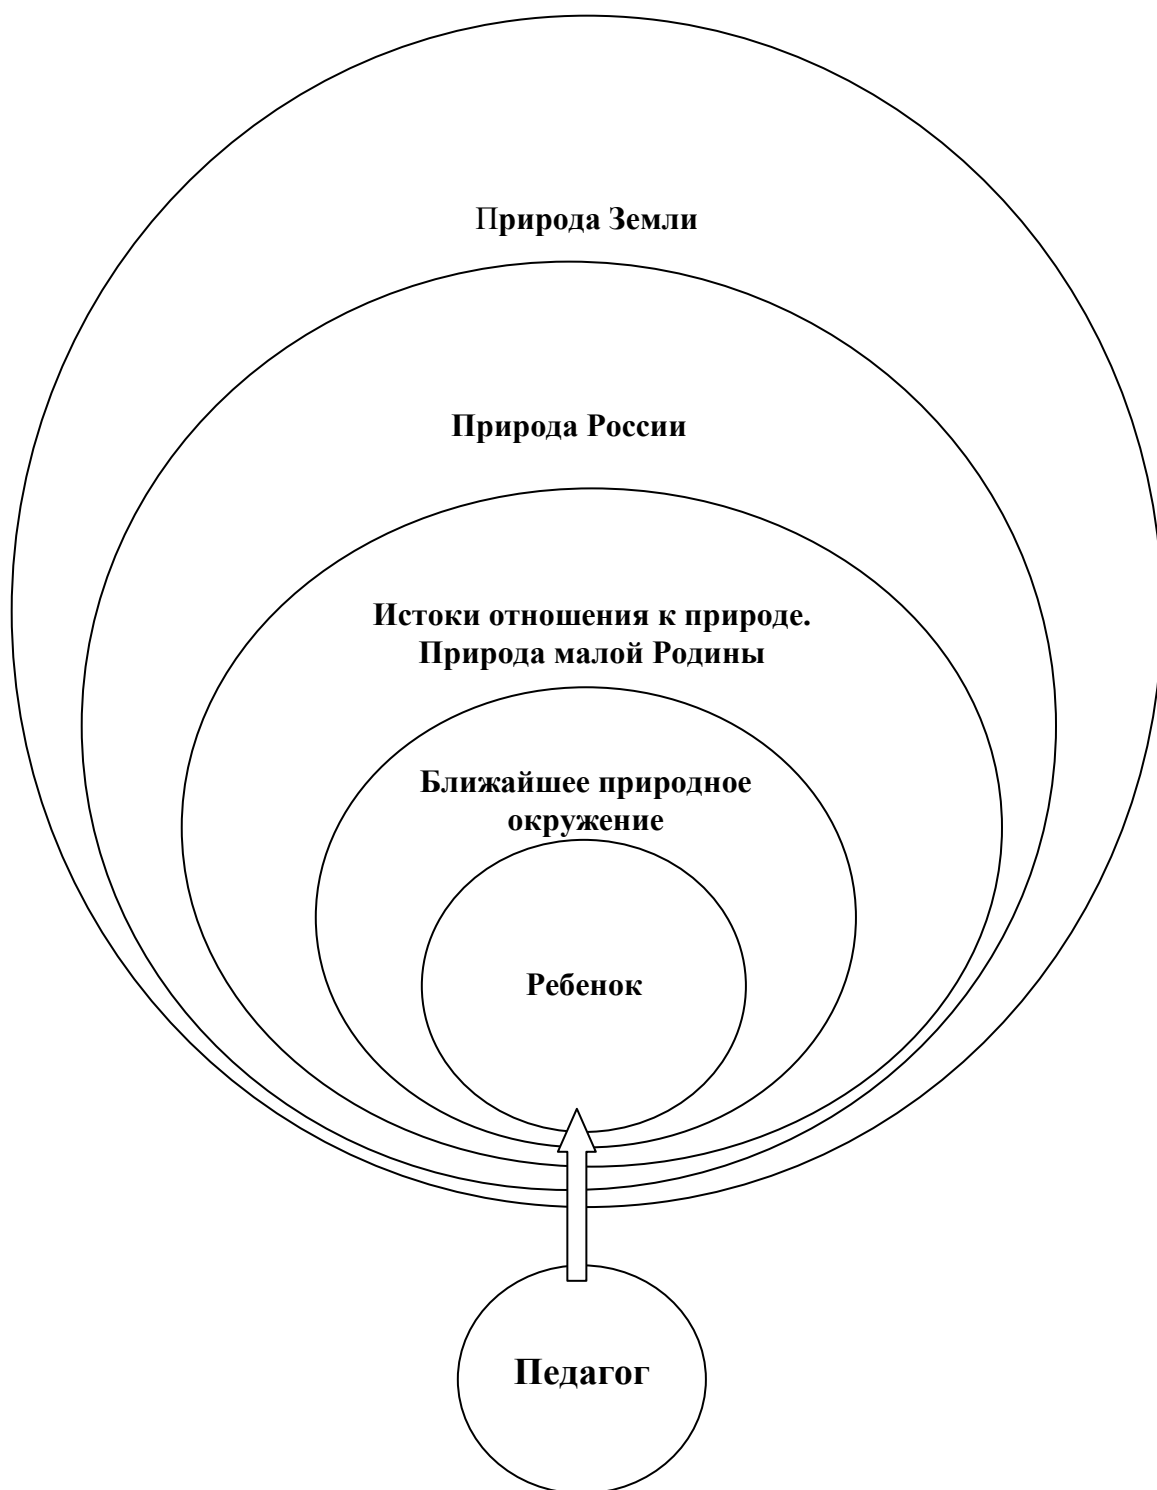 Природа Земли
Природа России
Истоки отношения к природе.
Природа малой Родины
Ближайшее природное
окружение
Ребенок
Педагог